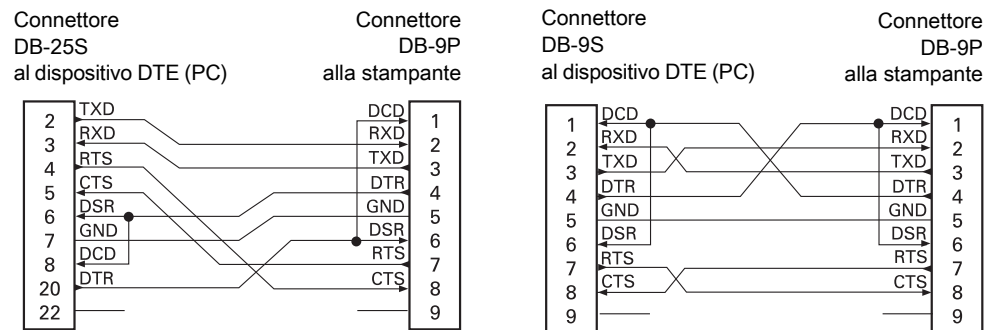 Connettore
DB-25S
al dispositivo DTE (PC)
Connettore
DB-9P
alla stampante
2 TXD
3 RXD
4 RTS
5 CTS
6 DSR
7 GND
8 DCD
20 DTR
22
DCD 1
RXD 2
TXD 3
DTR 4
GND 5
DSR 6
RTS 7
CTS 8
9
Connettore
DB-9S
al dispositivo DTE (PC)
Connettore
DB-9P
alla stampante
1 DCD
2 RXD
3 TXD
4 DTR
5 GND
6 DSR
7 RTS
8 CTS
9
DCD 1
RXD 2
TXD 3
DTR 4
GND 5
DSR 6
RTS 7
CTS 8
9